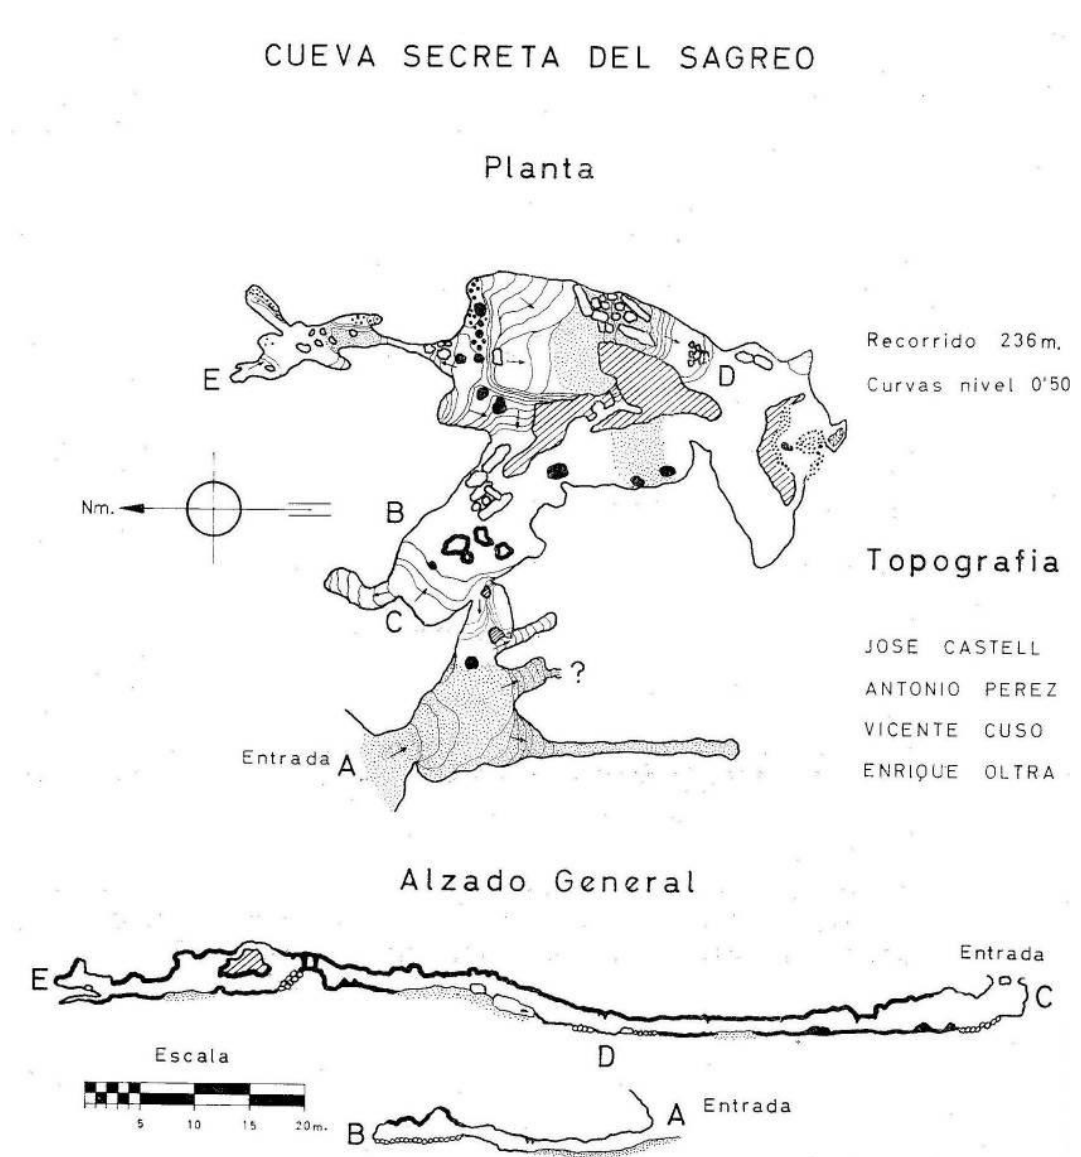 CUEVA SECRETA DEL SAGREO
Planta
Recorrido 236m.
Curvas nivel 0'50
E
D
Nm.
B
C
?
Entrada A
Topografia
JOSE CASTELL
ANTONIO PEREZ
VICENTE CUSO
ENRIQUE OLTRA
Alzado General
Entrada
E
C
D
Escala
5 10 15 20m.
B
A Entrada